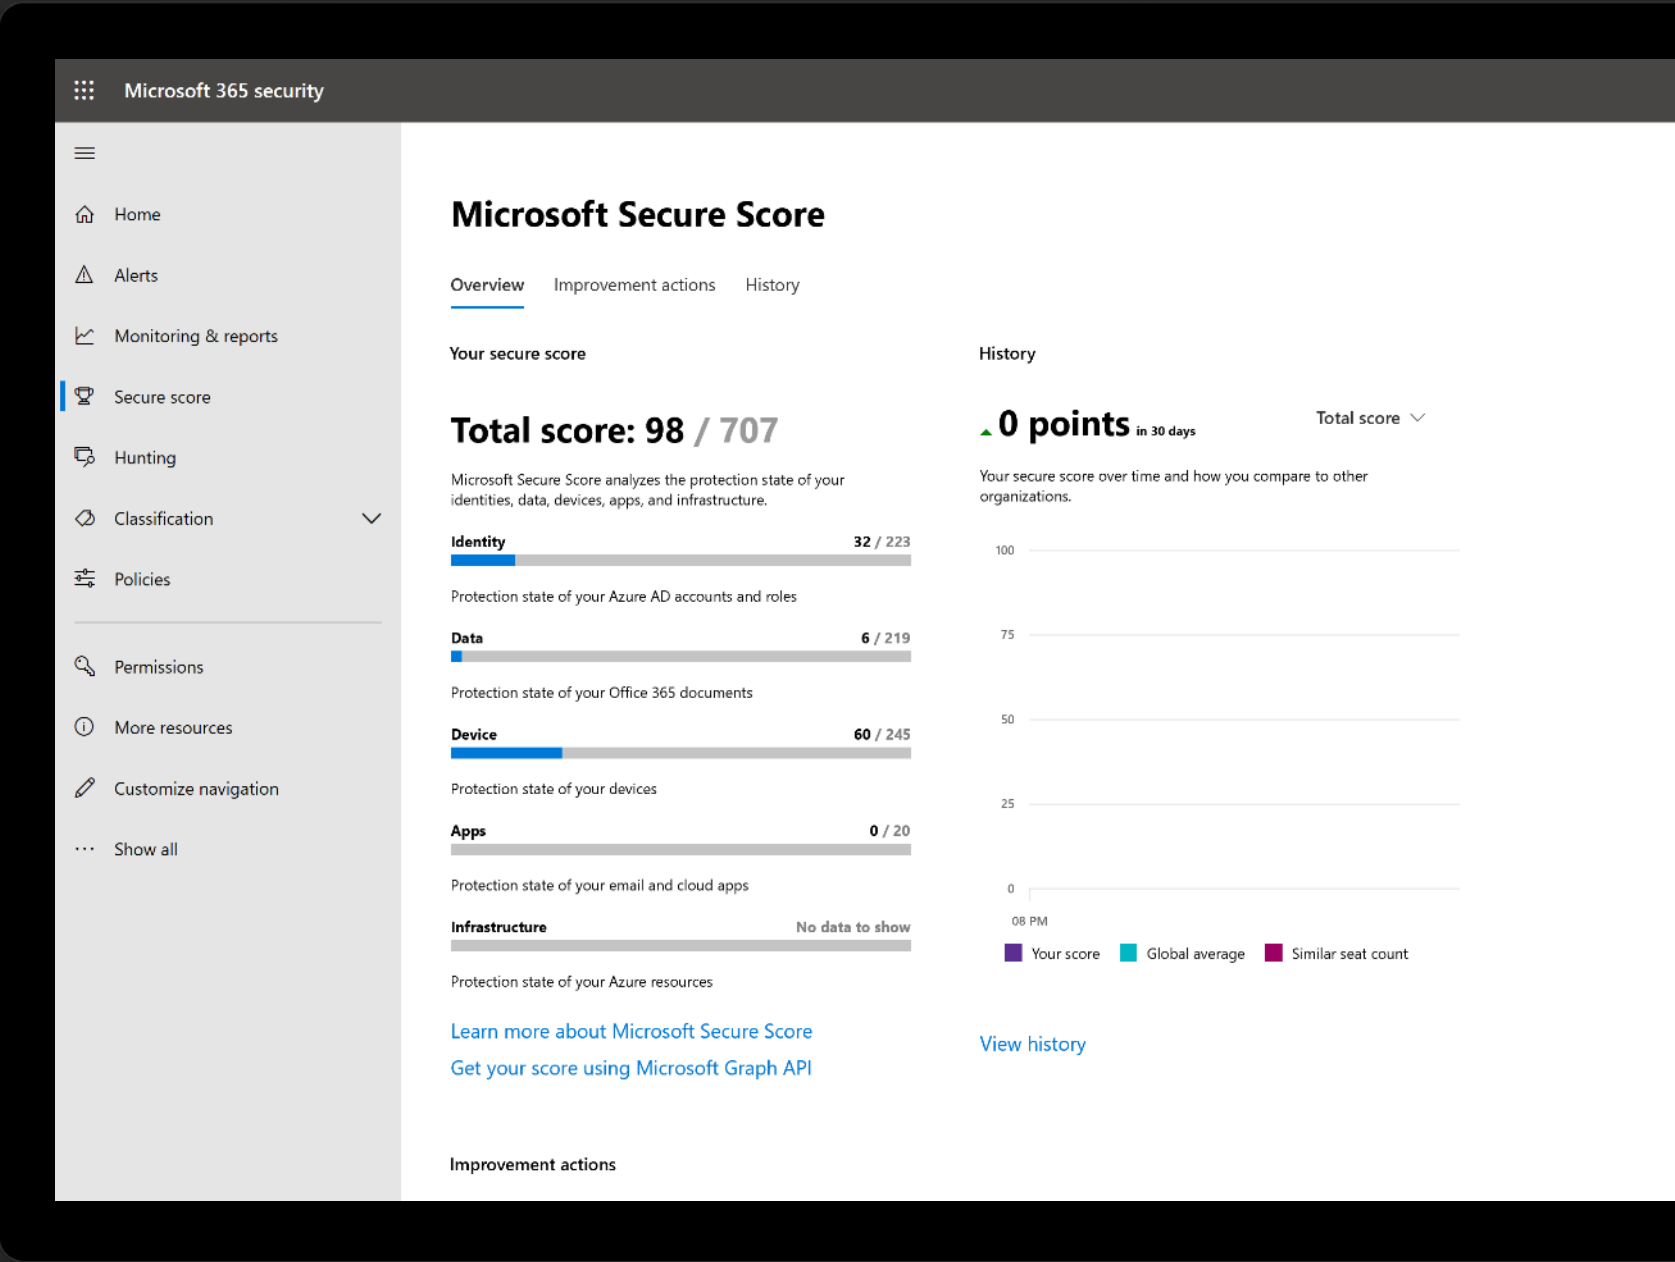 Microsoft 365 security
Home
Alerts
Monitoring & reports
Secure score
Hunting
Classification
Policies
Permissions
More resources
Customize navigation
Show all
Microsoft Secure Score
Overview Improvement actions History
Your secure score
Total score: 98 / 707
Microsoft Secure Score analyzes the protection state of your
identities, data, devices, apps, and infrastructure.
Identity 32 / 223
Protection state of your Azure AD accounts and roles
Data 6 / 219
Protection state of your Office 365 documents
Device 60 / 245
Protection state of your devices
Apps 0 / 20
Protection state of your email and cloud apps
Infrastructure No data to show
Protection state of your Azure resources
Learn more about Microsoft Secure Score
Get your score using Microsoft Graph API
Improvement actions
History
0 points in 30 days
Total score
Your secure score over time and how you compare to other
organizations.
100
75
50
25
0
08 PM
Your score Global average Similar seat count
View history